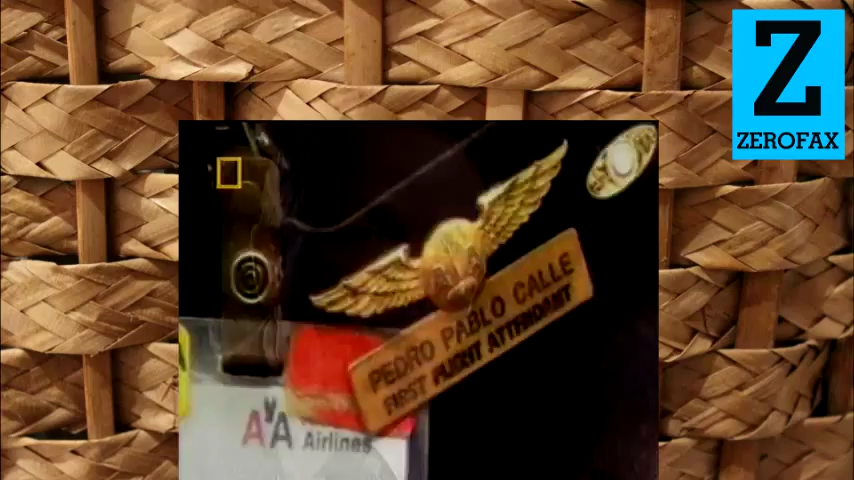 Z
ZEROFAX
PEDRO PABLO CALLE
FIRST FLIGHT ATTENDANT
AA Airlines